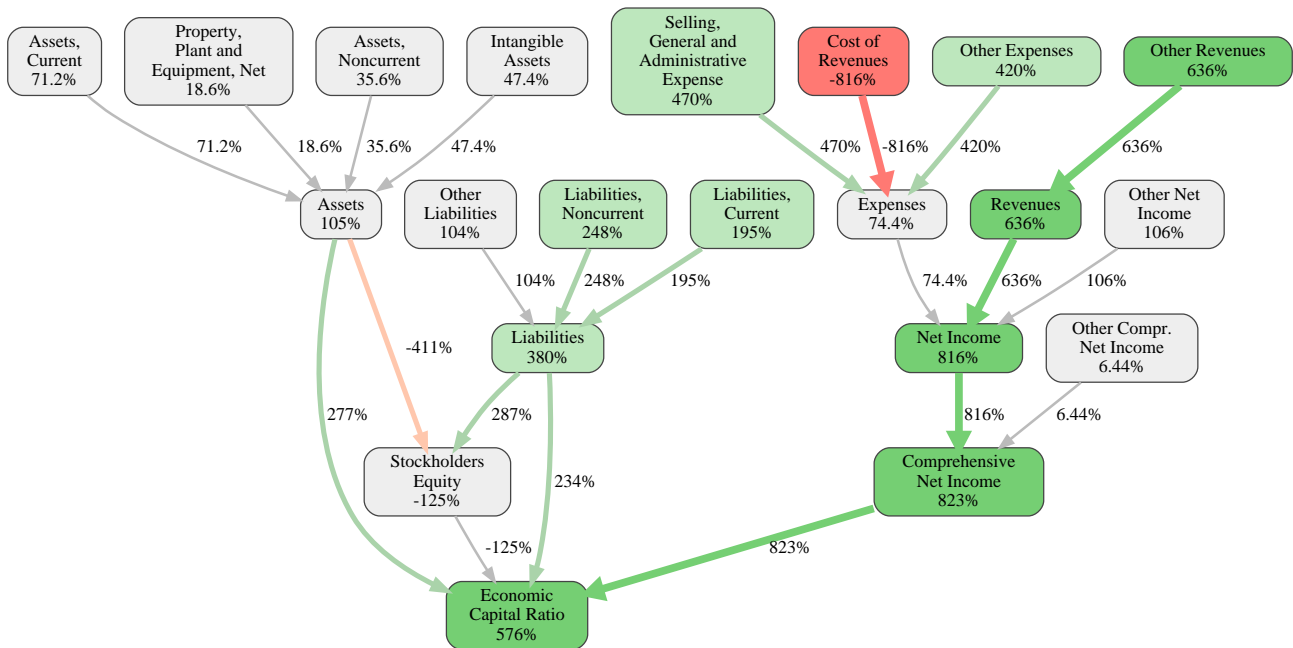 Assets,
Current
71.2%
Property,
Plant and
Equipment, Net
18.6%
Assets,
Noncurrent
35.6%
Intangible
Assets
47.4%
Selling,
General and
Administrative
Expense
470%
Cost of
Revenues
-816%
Other Expenses
420%
Other Revenues
636%
71.2%
18.6%
35.6%
47.4%
470%
-816%
420%
636%
Assets
105%
Other
Liabilities
104%
Liabilities,
Noncurrent
248%
Liabilities,
Current
195%
Expenses
74.4%
Revenues
636%
Other Net
Income
106%
104%
248%
195%
74.4%
636%
106%
-411%
Liabilities
380%
Net Income
816%
Other Compr.
Net Income
6.44%
277%
287%
816%
6.44%
Stockholders
Equity
-125%
234%
Comprehensive
Net Income
823%
-125%
823%
Economic
Capital Ratio
576%